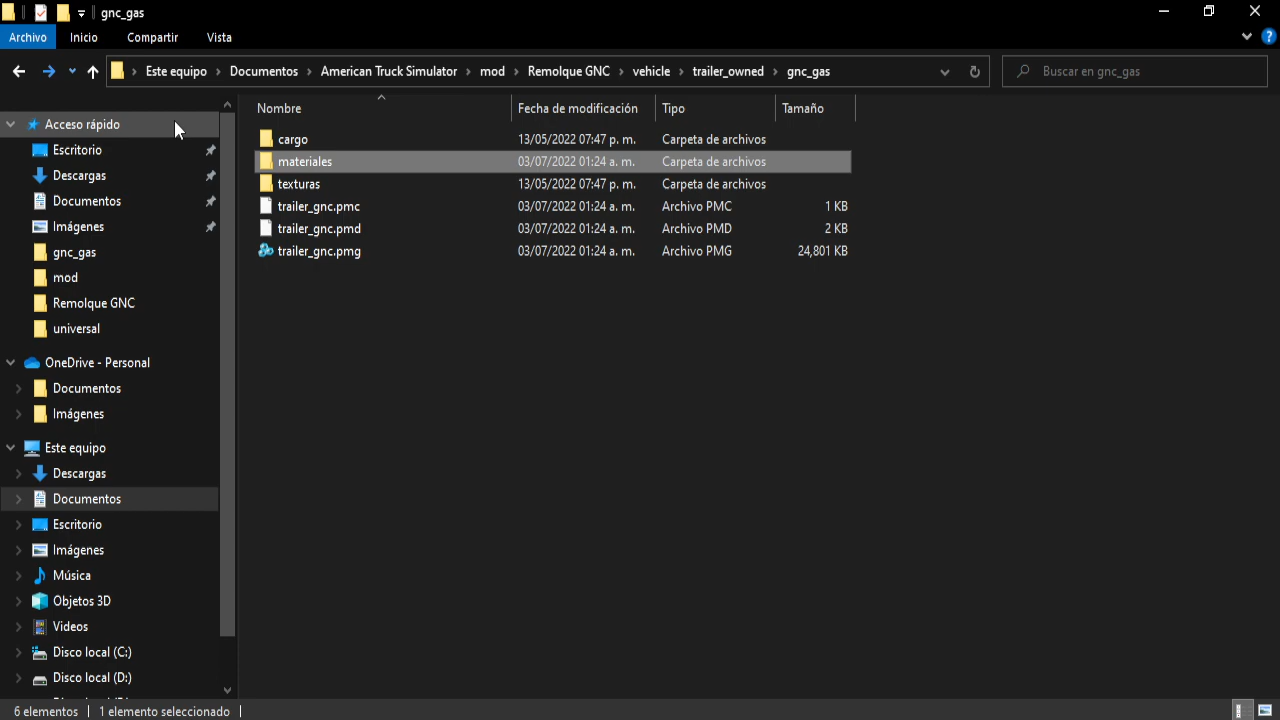 gnc_gas
Archivo Inicio Compartir Vista
Este equipo Documentos American Truck Simulator mod Remolque GNC vehicle trailer_owned gnc_gas Buscar en gnc_gas
Nombre Fecha de modificación Tipo Tamaño
cargo 13/05/2022 07:47 p. m. Carpeta de archivos
materiales 03/07/2022 01:24 a. m. Carpeta de archivos
texturas 13/05/2022 07:47 p. m. Carpeta de archivos
trailer_gnc.pmc 03/07/2022 01:24 a. m. Archivo PMC 1 KB
trailer_gnc.pmd 03/07/2022 01:24 a. m. Archivo PMD 2 KB
trailer_gnc.pmg 03/07/2022 01:24 a. m. Archivo PMG 24,801 KB
Acceso rápido
Escritorio
Descargas
Documentos
Imágenes
gnc_gas
mod
Remolque GNC
universal
OneDrive - Personal
Documentos
Imágenes
Este equipo
Descargas
Documentos
Escritorio
Imágenes
Música
Objetos 3D
Videos
Disco local (C:)
Disco local (D:)
6 elementos 1 elemento seleccionado